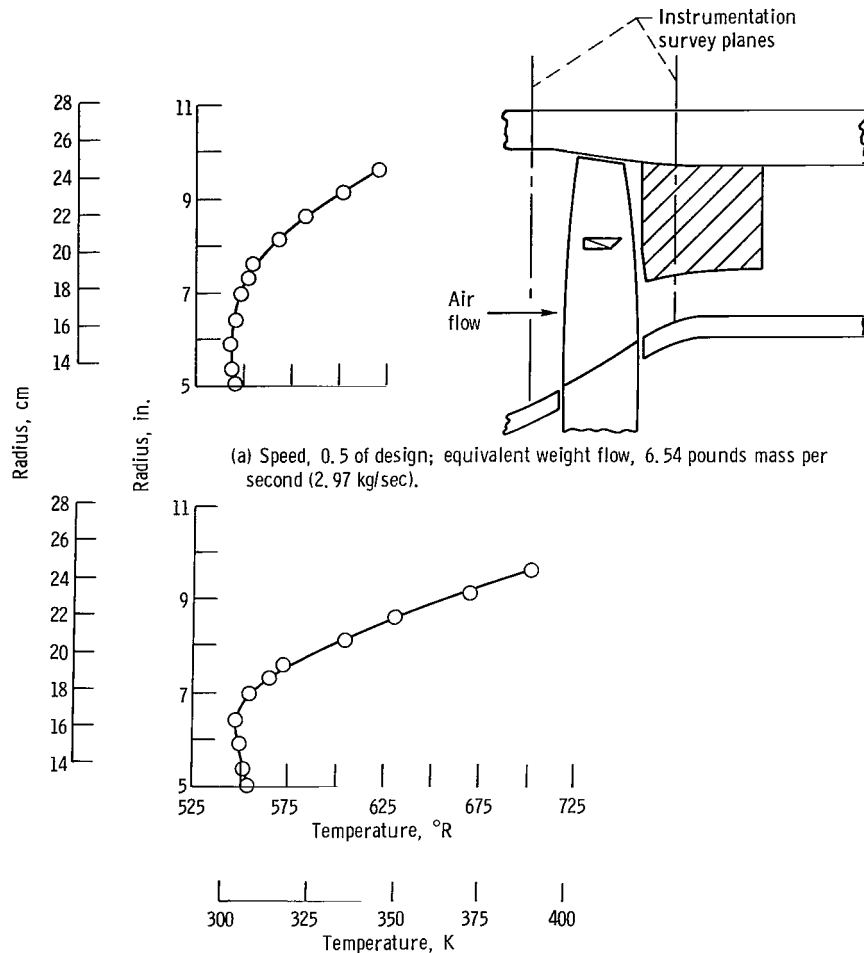 Instrumentation
survey planes
28
26
24
22
20
18
16
14
11
9
7
5
Air
flow
Radius, cm
Radius, in.
(a) Speed, 0.5 of design; equivalent weight flow, 6.54 pounds mass per
second (2.97 kg/sec).
28
26
24
22
20
18
16
14
11
9
7
5
525 575 625 675 725
Temperature, °R
300 325 350 375 400
Temperature, K